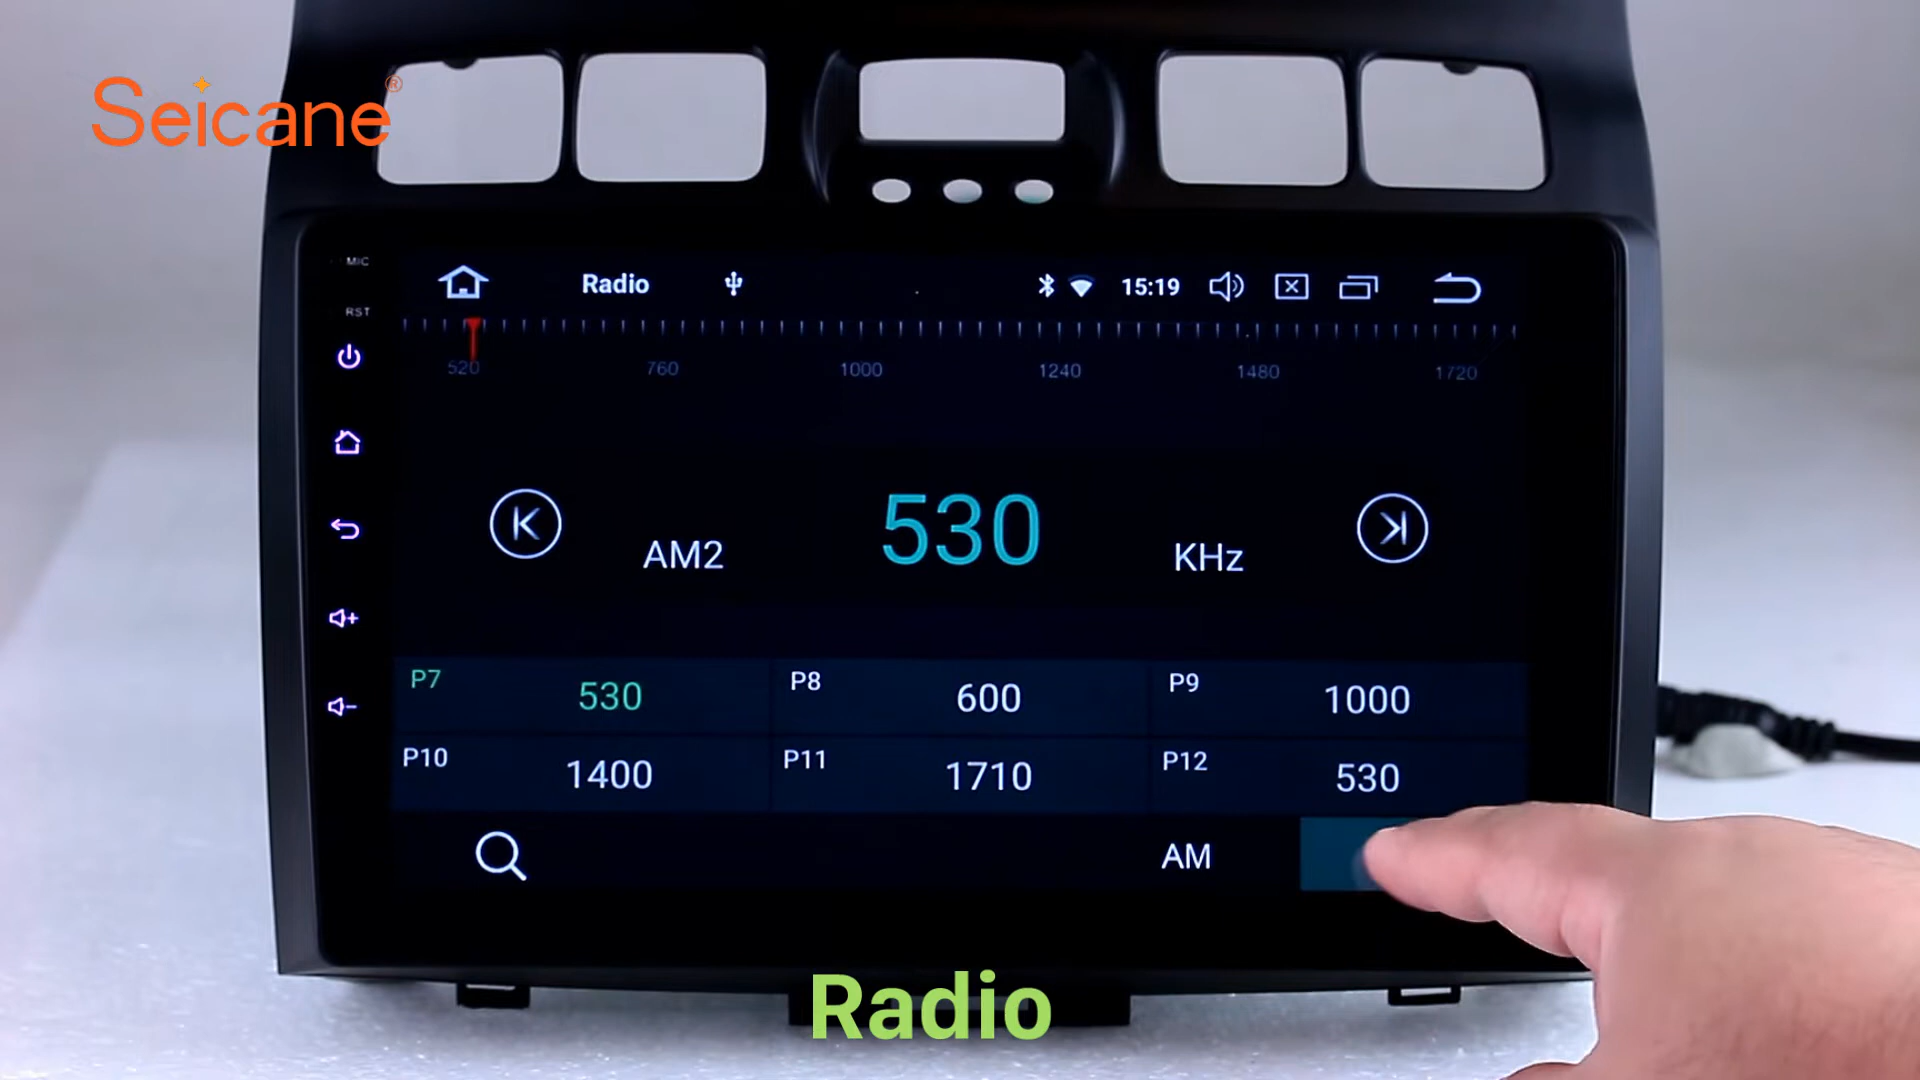 Seicane®
MIC
RST
Radio 15:19
520 760 1000 1240 1480 1720
AM2 530 KHz
P7 530 P8 600 P9 1000
P10 1400 P11 1710 P12 530
AM
Radio